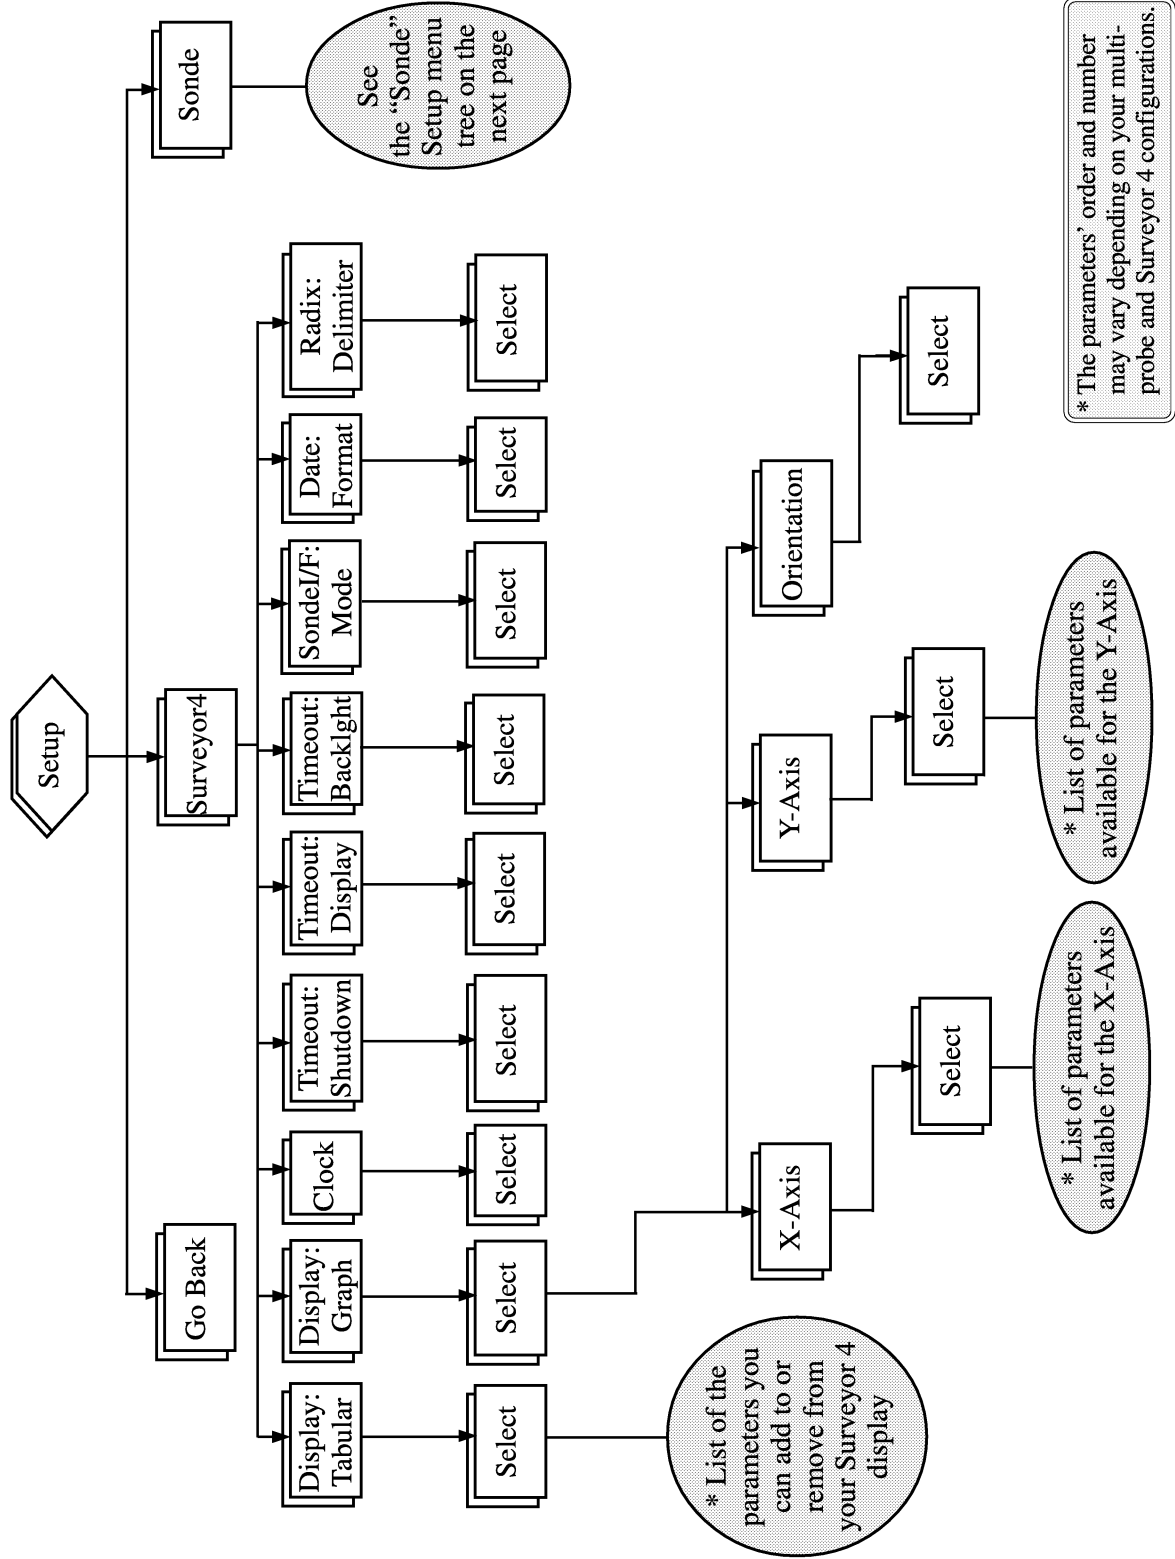 Setup
Go Back
Surveyor4
Sonde
See
the “Sonde”
Setup menu
tree on the
next page
Display:
Tabular
Display:
Graph
Clock
Timeout:
Shutdown
Timeout:
Display
Timeout:
Backlght
SondeI/F:
Mode
Date:
Format
Radix:
Delimiter
Select
Select
Select
Select
Select
Select
Select
Select
Select
* List of the
parameters you
can add to or
remove from
your Surveyor 4
display
X-Axis
Y-Axis
Orientation
Select
Select
Select
* List of parameters
available for the X-Axis
* List of parameters
available for the Y-Axis
* The parameters’ order and number
may vary depending on your multi-
probe and Surveyor 4 configurations.